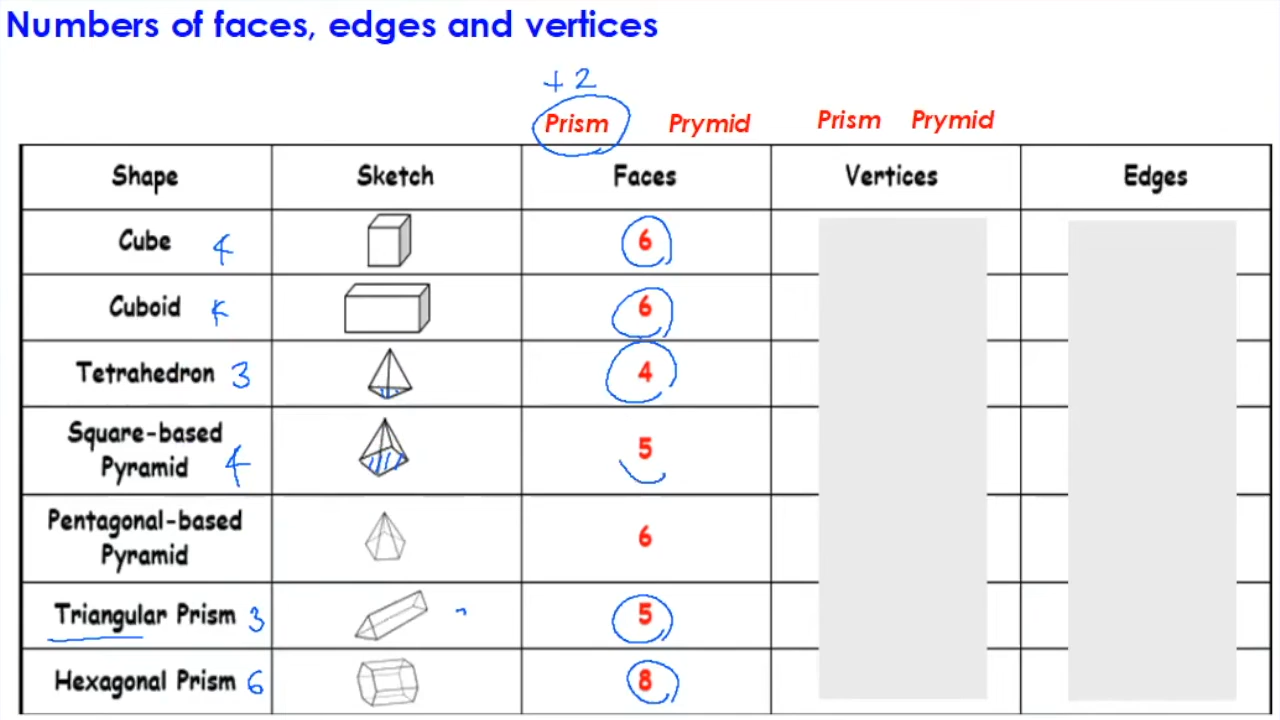 Numbers of faces, edges and vertices
+2
Prism Prymid Prism Prymid
Shape Sketch Faces Vertices Edges
Cube 4 6
Cuboid 6
Tetrahedron 3 4
Square-based
Pyramid 4 5
Pentagonal-based
Pyramid 6
Triangular Prism 3 5
Hexagonal Prism 6 8